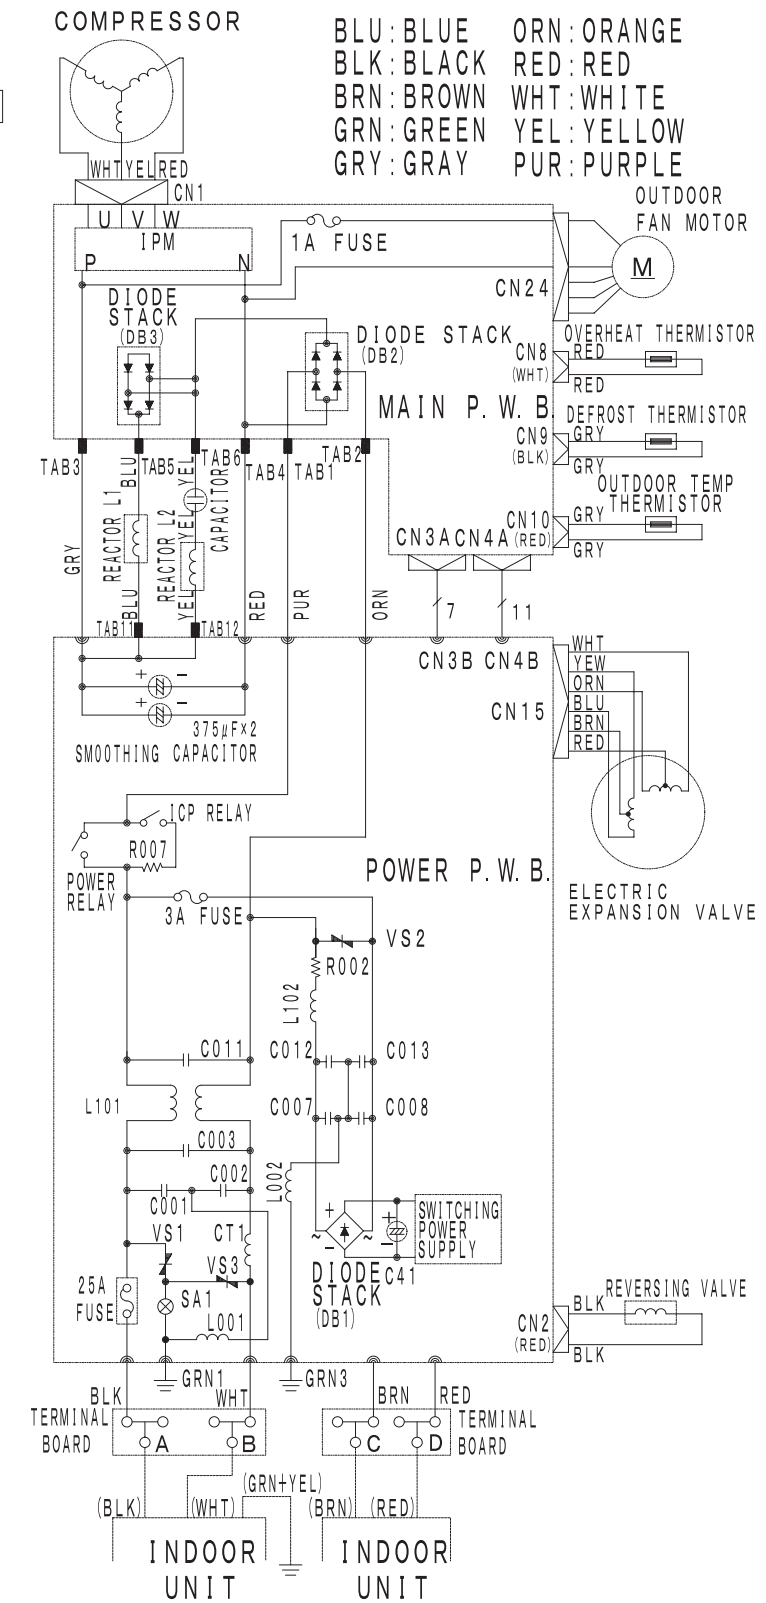 COMPRESSOR
BLU:BLUE ORN:ORANGE
BLK:BLACK RED:RED
BRN:BROWN WHT:WHITE
GRN:GREEN YEL:YELLOW
GRY:GRAY PUR:PURPLE
WHT YEL RED
CN1
U V W
IPM
P N
1A FUSE
OUTDOOR
FAN MOTOR
M
CN24
DIODE
STACK
(DB3)
DIODE STACK
(DB2)
OVERHEAT THERMISTOR
CN8
(WHT)
RED
RED
MAIN P.W.B.
DEFROST THERMISTOR
CN9
(BLK)
GRY
GRY
OUTDOOR TEMP
THERMISTOR
CN10
(RED)
GRY
GRY
TAB3 TAB5 TAB6 TAB4 TAB1 TAB2
BLU
YEL
REACTOR L1
REACTOR L2
YEL
CAPACITOR
CN3A CN4A
GRY
BLU
YEL
RED
PUR
ORN
7 11
TAB11 TAB12
CN3B CN4B
WHT
YEW
ORN
BLU
BRN
RED
CN15
+ -
+ -
375μF×2
SMOOTHING CAPACITOR
ICP RELAY
R007
POWER
RELAY
POWER P.W.B.
ELECTRIC
EXPANSION VALVE
3A FUSE
VS2
R002
L102
C011
C012 C013
L101
C007 C008
C003
C002
C001
L002
VS1
CT1
VS3
SA1
L001
25A
FUSE
+
-
~ ~
DIODE
STACK
(DB1)
+
-
C41
SWITCHING
POWER
SUPPLY
REVERSING VALVE
CN2
(RED)
BLK
BLK
GRN1 GRN3
BLK WHT BRN RED
TERMINAL
BOARD
A B C D
TERMINAL
BOARD
(GRN+YEL)
(BLK) (WHT) (BRN) (RED)
INDOOR
UNIT
INDOOR
UNIT